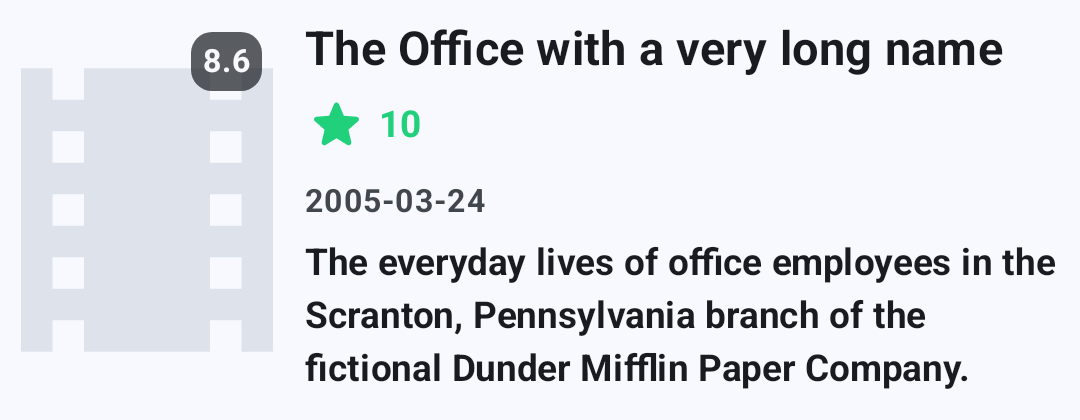 8.6
The Office with a very long name
10
2005-03-24
The everyday lives of office employees in the
Scranton, Pennsylvania branch of the
fictional Dunder Mifflin Paper Company.